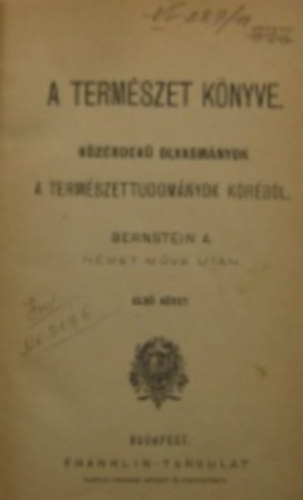 A TERMÉSZET KÖNYVE.
KÖZÉRDEKŰ OLVASMÁNYOK
A TERMÉSZETTUDOMÁNYOK KÖRÉBŐL.
BERNSTEIN A.
NÉMET MŰVE UTÁN
ELSŐ KÖTET
BUDAPEST.
FRANKLIN-TÁRSULAT